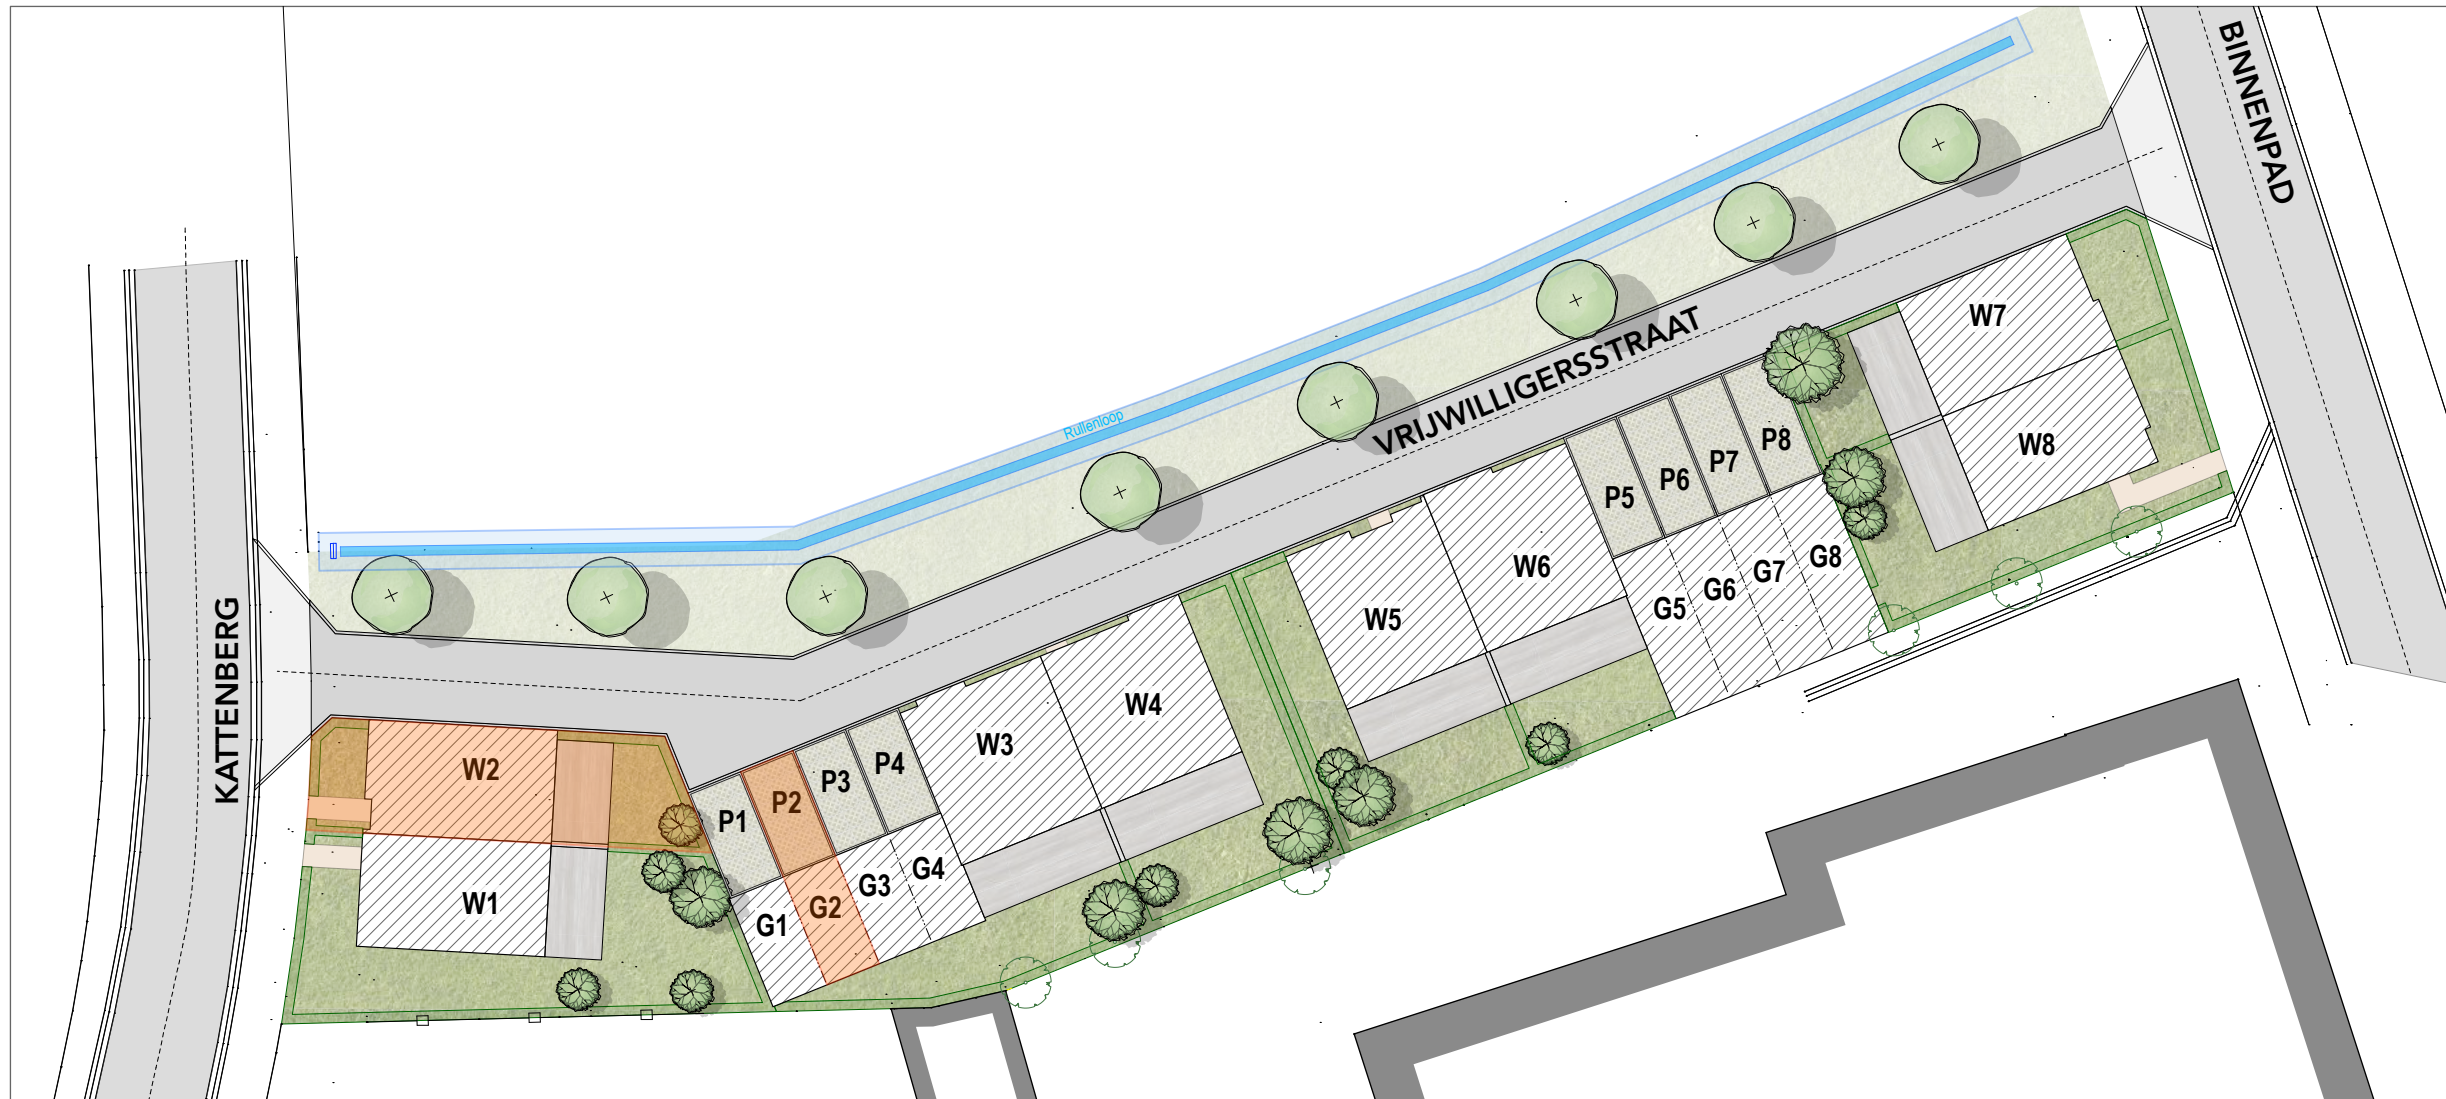 BINNENPAD
Rullenloop
VRIJWILLIGERSSTRAAT
KATTENBERG
W7
W8
P8
P7
P6
P5
W6
W5
G8
G7
G6
G5
W4
W3
P4
P3
P2
P1
W2
W1
G4
G3
G2
G1